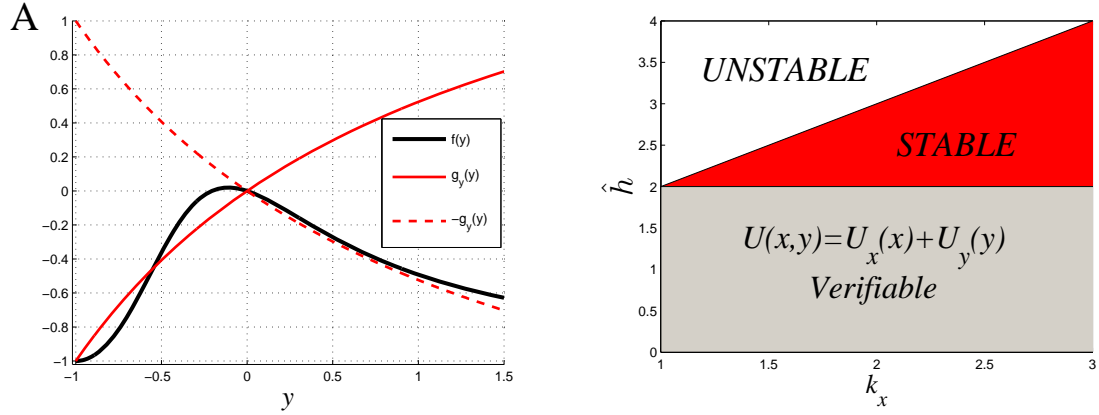 A
1
0.8
0.6
0.4
0.2
0
−0.2
−0.4
−0.6
−0.8
−1
−1
−0.5
0
0.5
1
1.5
y
f(y)
g_y(y)
−g_y(y)
4
3.5
3
2.5
2
1.5
1
0.5
0
ĥ
UNSTABLE
STABLE
U(x,y)=U_x(x)+U_y(y)
Verifiable
1
1.5
2
2.5
3
k_x